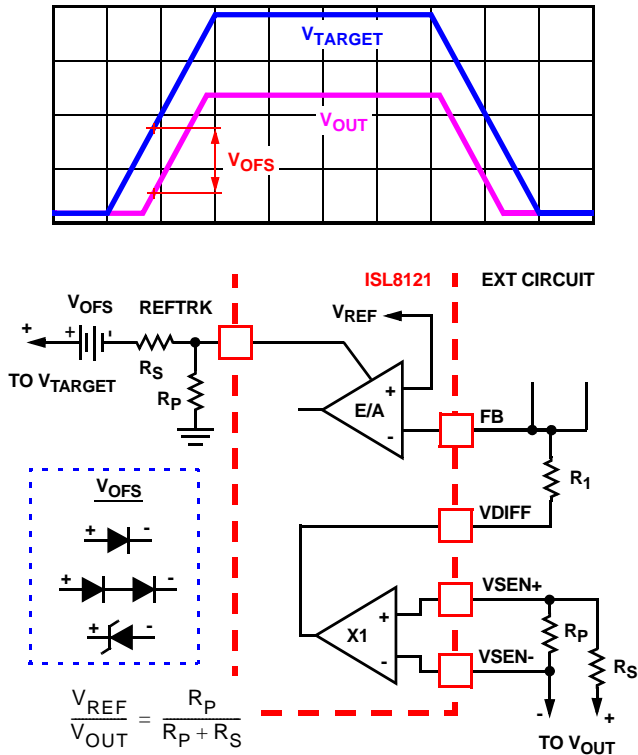 VTARGET
VOUT
VOFS
ISL8121
EXT CIRCUIT
VOFS
REFTRK
VREF
+
+
-
RS
TO VTARGET
RP
+
E/A
-
FB
R1
VOFS
+
-
+
-
+
-
VDIFF
VSEN+
+
X1
-
RP
RS
VSEN-
-
+
TO VOUT
VREF / VOUT = RP / RP + RS